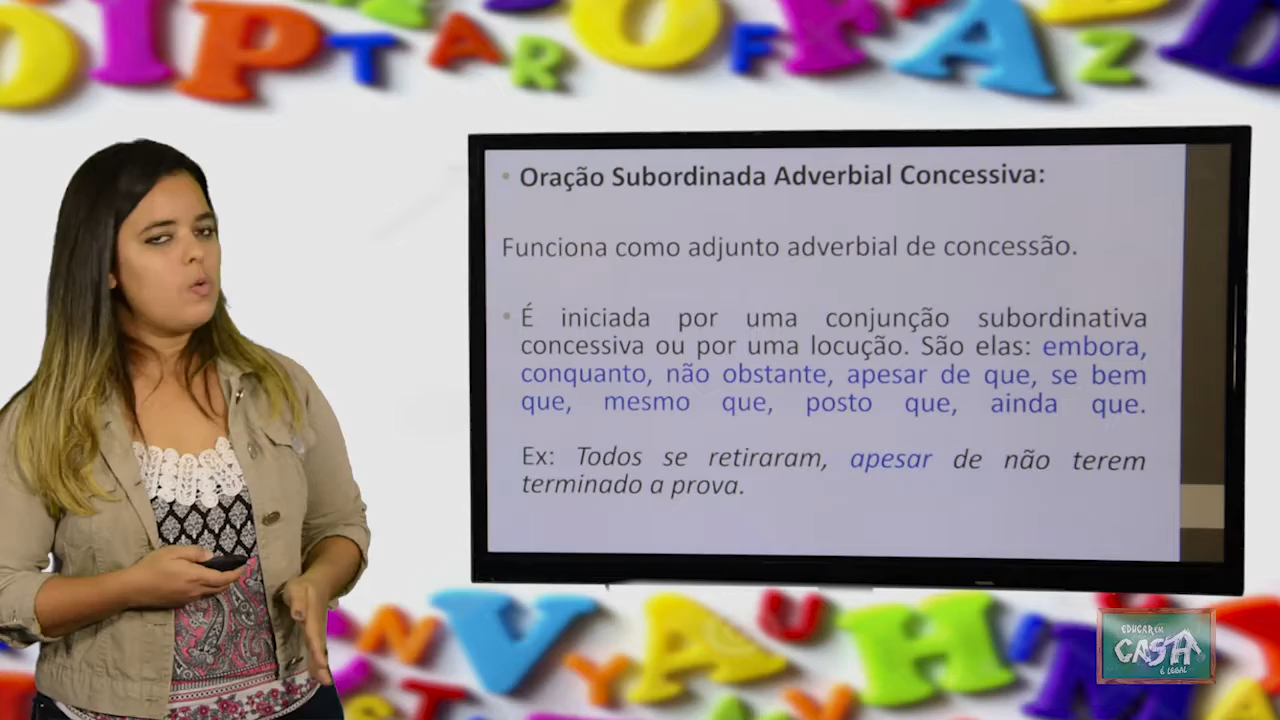 • Oração Subordinada Adverbial Concessiva:
Funciona como adjunto adverbial de concessão.
• É iniciada por uma conjunção subordinativa
concessiva ou por uma locução. São elas: embora,
conquanto, não obstante, apesar de que, se bem
que, mesmo que, posto que, ainda que.
Ex: Todos se retiraram, apesar de não terem
terminado a prova.
EDUCAR EM
CASA
É LEGAL